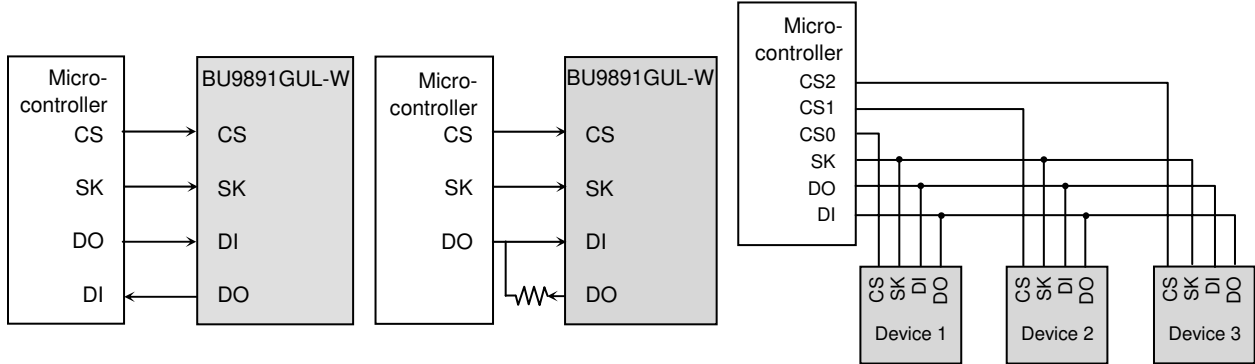 Micro-
controller
CS
SK
DO
DI
BU9891GUL-W
CS
SK
DI
DO
Micro-
controller
CS
SK
DO
BU9891GUL-W
CS
SK
DI
DO
Micro-
controller
CS2
CS1
CS0
SK
DO
DI
CS
SK
DI
DO
Device 1
CS
SK
DI
DO
Device 2
CS
SK
DI
DO
Device 3